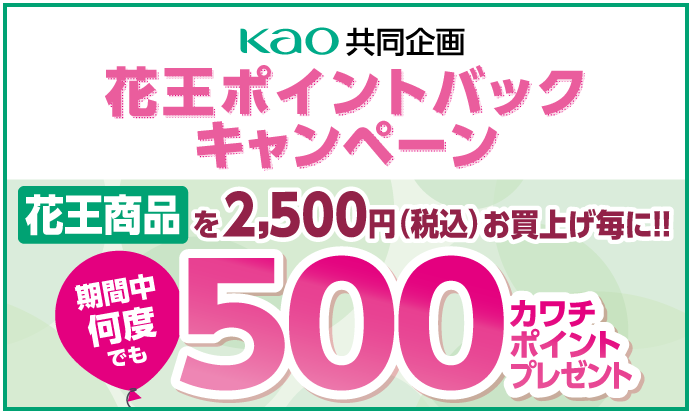 Kao 共同企画
花王ポイントバック
キャンペーン
花王商品を2,500円(税込)お買上げ毎に!!
期間中
何度
でも
500
カワチ
ポイント
プレゼント